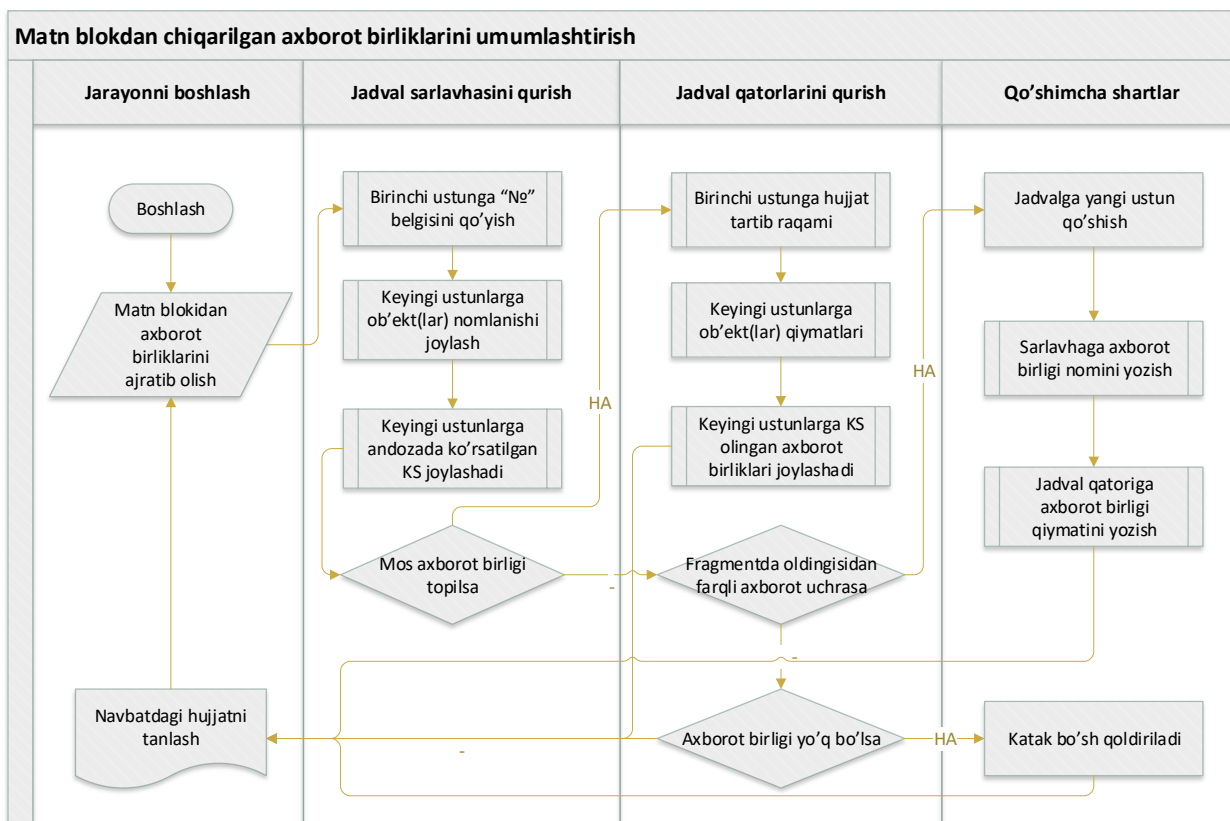 Matn blokdan chiqarilgan axborot birliklarini umumlashtirish
Jarayonni boshlash
Jadval sarlavhasini qurish
Jadval qatorlarini qurish
Qo’shimcha shartlar
Boshlash
Matn blokidan
axborot
birliklarini
ajratib olish
Navbatdagi hujjatni
tanlash
Birinchi ustunga “№”
belgisini qo’yish
Keyingi ustunlarga
ob’ekt(lar) nomlanishi
joylash
Keyingi ustunlarga
andozada ko’rsatilgan
KS joylashadi
Mos axborot birligi
topilsa
HA
-
Birinchi ustunga hujjat
tartib raqami
Keyingi ustunlarga
ob’ekt(lar) qiymatlari
Keyingi ustunlarga KS
olingan axborot
birliklari joylashadi
Fragmentda oldingisidan
farqli axborot uchrasa
HA
-
Axborot birligi yo’q bo’lsa
HA
-
Jadvalga yangi ustun
qo’shish
Sarlavhaga axborot
birligi nomini yozish
Jadval qatoriga
axborot birligi
qiymatini yozish
Katak bo’sh qoldiriladi